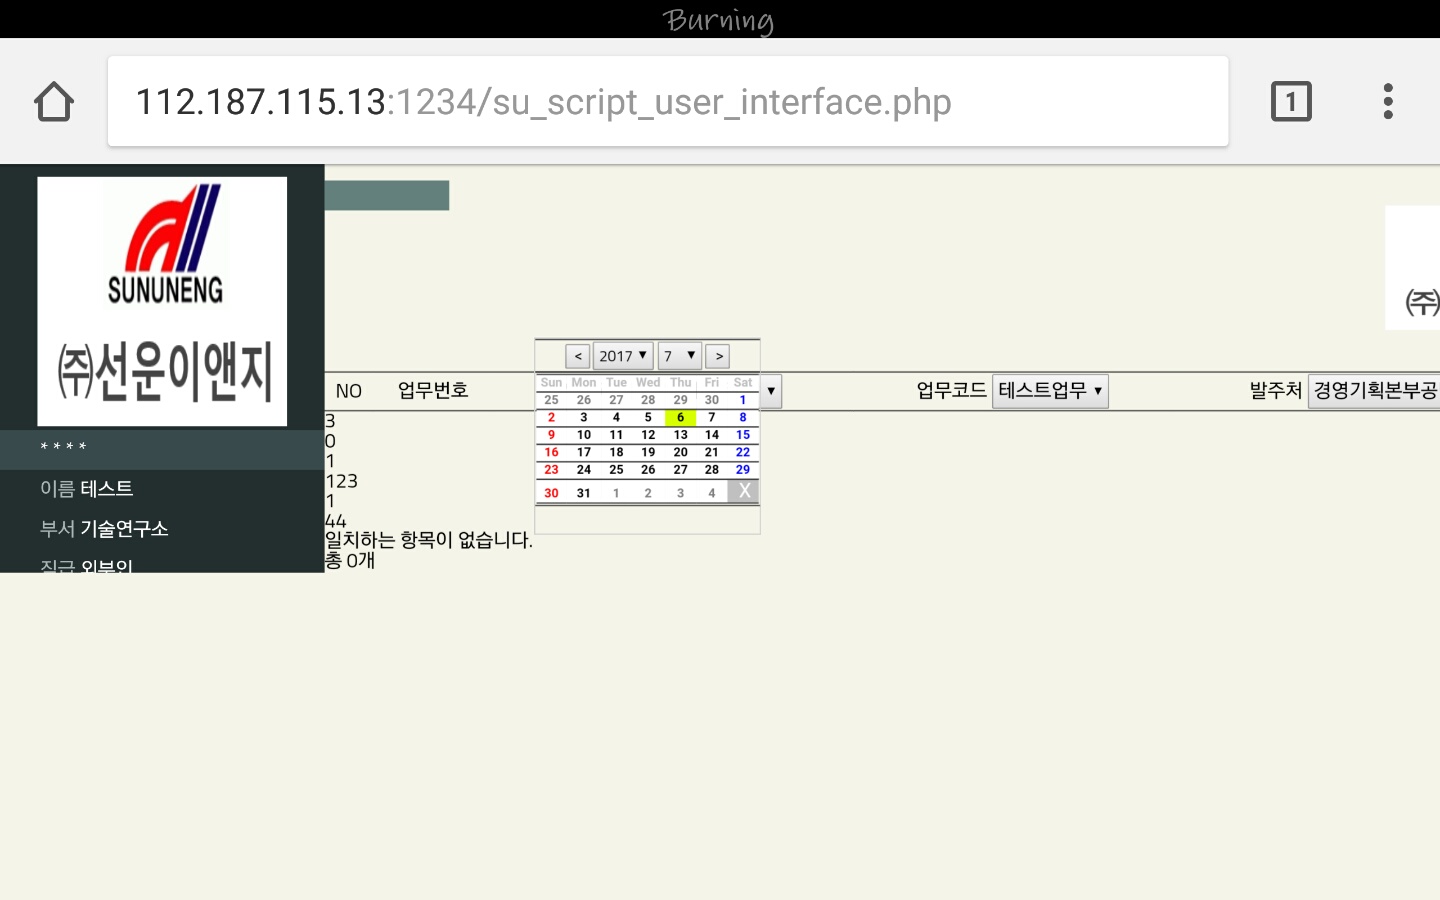 Burning
112.187.115.13:1234/su_script_user_interface.php
1
SUNUNENG
㈜선운이앤지
㈜
* * * *
이름 테스트
부서 기술연구소
직급 외부인
< 2017 ▼ 7 ▼ >
NO 업무번호 ▼ 업무코드 테스트업무 ▼ 발주처 경영기획본부공
Sun Mon Tue Wed Thu Fri Sat
25 26 27 28 29 30 1
2 3 4 5 6 7 8
9 10 11 12 13 14 15
16 17 18 19 20 21 22
23 24 25 26 27 28 29
30 31 1 2 3 4 X
3
0
1
123
1
44
일치하는 항목이 없습니다.
총 0개